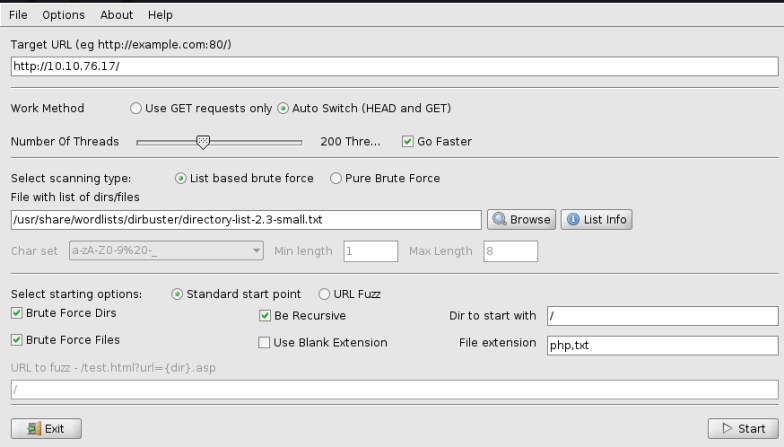 File Options About Help
Target URL (eg http://example.com:80/)
http://10.10.76.17/
Work Method Use GET requests only Auto Switch (HEAD and GET)
Number Of Threads 200 Thre... Go Faster
Select scanning type: List based brute force Pure Brute Force
File with list of dirs/files
/usr/share/wordlists/dirbuster/directory-list-2.3-small.txt Browse List Info
Char set a-zA-Z0-9%20-_ Min length 1 Max Length 8
Select starting options: Standard start point URL Fuzz
Brute Force Dirs Be Recursive Dir to start with /
Brute Force Files Use Blank Extension File extension php,txt
URL to fuzz - /test.html?url={dir}.asp
/
Exit Start